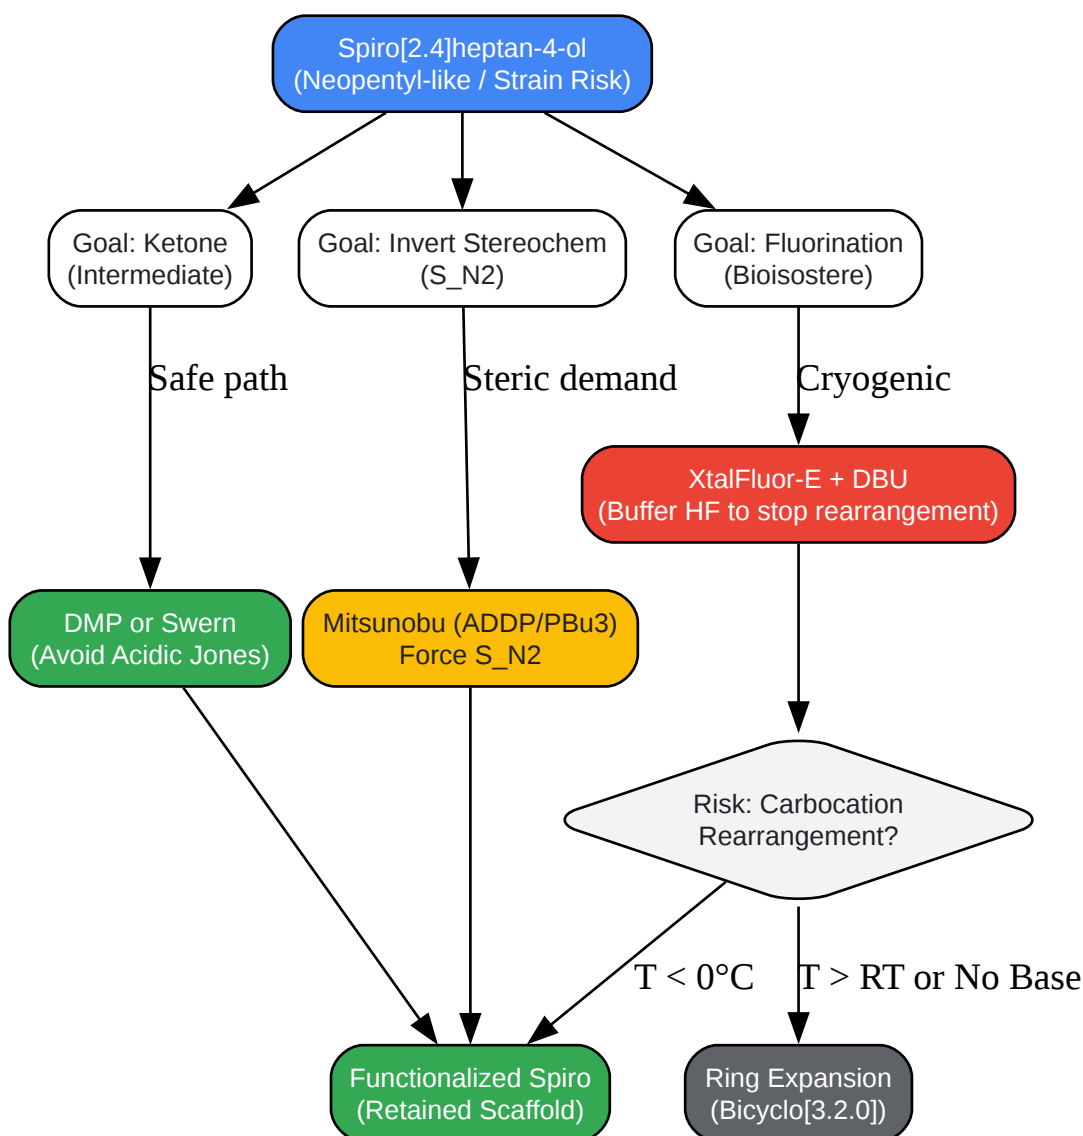 Spiro[2.4]heptan-4-ol
(Neopentyl-like / Strain Risk)
Goal: Ketone
(Intermediate)
Goal: Invert Stereochem
(S_N2)
Goal: Fluorination
(Bioisostere)
Safe path
Steric demand
Cryogenic
XtalFluor-E + DBU
(Buffer HF to stop rearrangement)
DMP or Swern
(Avoid Acidic Jones)
Mitsunobu (ADDP/PBu3)
Force S_N2
Risk: Carbocation
Rearrangement?
T < 0°C
T > RT or No Base
Functionalized Spiro
(Retained Scaffold)
Ring Expansion
(Bicyclo[3.2.0])